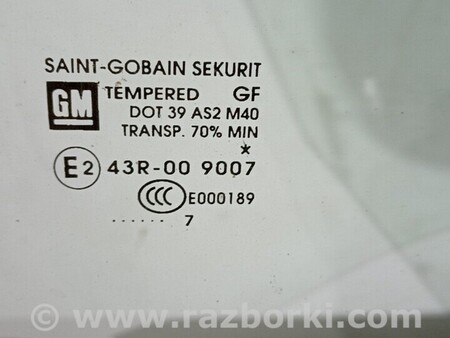 SAINT-GOBAIN SEKURIT
GM TEMPERED GF
DOT 39 AS2 M40
TRANSP. 70% MIN
*
E2 43R-00 9007
CCC E000189
...... 7
© www.razborki.com